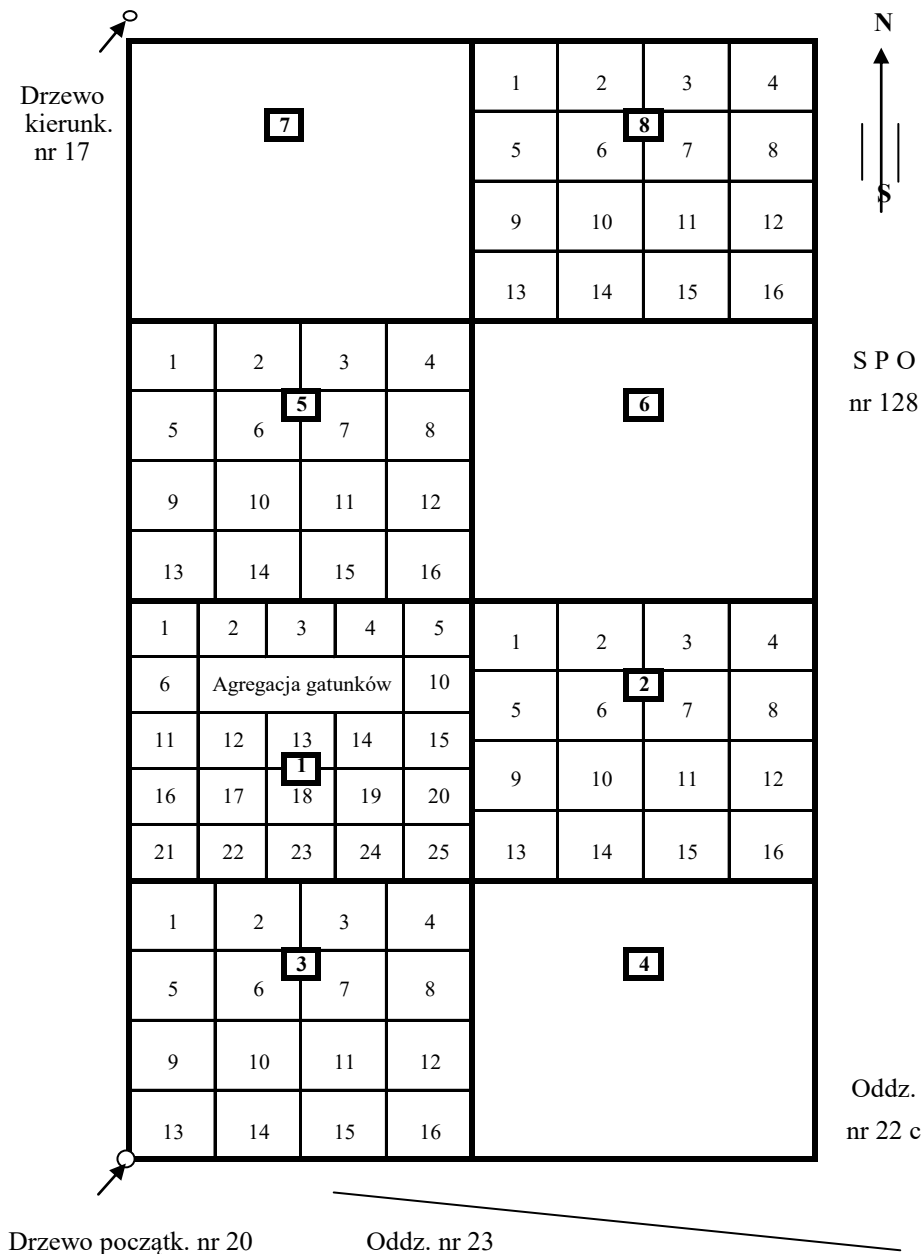 N
Drzewo
kierunk.
nr 17
7
1 2 3 4
8
5 6 7 8
9 10 11 12
13 14 15 16
S
1 2 3 4
5
5 6 7 8
9 10 11 12
13 14 15 16
6
S P O
nr 128
1 2 3 4 5
6 Agregacja gatunków 10
11 12 13 14 15
1
16 17 18 19 20
21 22 23 24 25
1 2 3 4
2
5 6 7 8
9 10 11 12
13 14 15 16
1 2 3 4
3
5 6 7 8
9 10 11 12
13 14 15 16
4
Oddz.
nr 22 c
Drzewo początk. nr 20 Oddz. nr 23